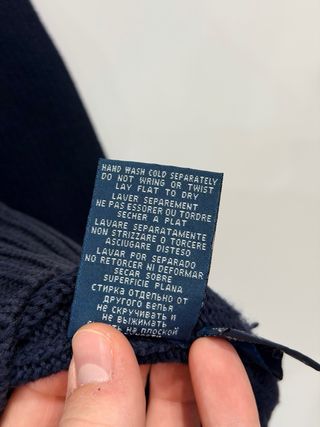 HAND WASH COLD SEPARATELY
DO NOT WRING OR TWIST
LAY FLAT TO DRY
LAVER SEPAREMENT
NE PAS ESSORER OU TORDRE
SECHER A PLAT
LAVARE SEPARATAMENTE
NON STRIZZARE O TORCERE
ASCIUGARE DISTESO
LAVAR POR SEPARADO
NO RETORCER NI DEFORMAR
SECAR SOBRE
SUPERFICIE PLANA
СТИРКА ОТДЕЛЬНО ОТ
ДРУГОГО БЕЛЬЯ
НЕ СКРУЧИВАТЬ И
НЕ ВЫЖИМАТЬ
НА ПЛОСКОЙ